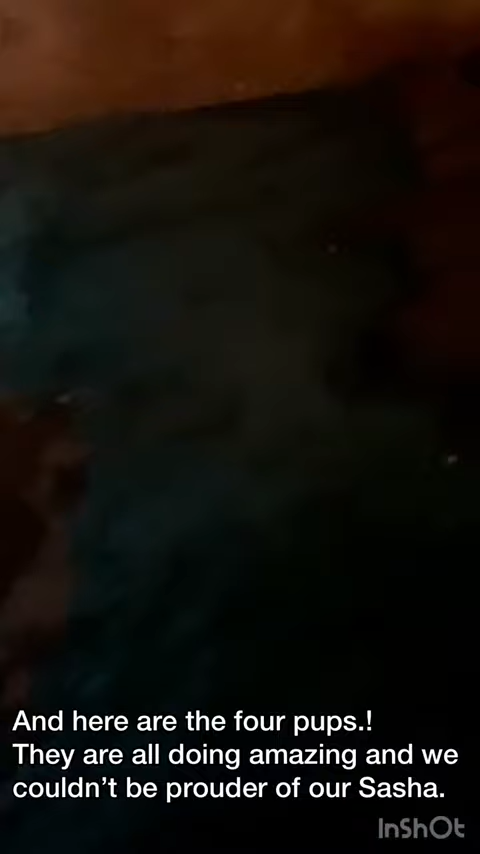 And here are the four pups.!
They are all doing amazing and we
couldn’t be prouder of our Sasha.
InShOt